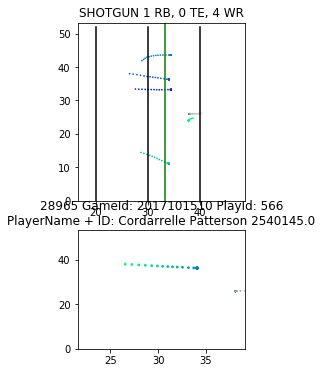 SHOTGUN 1 RB, 0 TE, 4 WR
50
40
30
20
10
0
20 30 40
28965 GameId: 2017101510 PlayId: 566
PlayerName + ID: Cordarrelle Patterson 2540145.0
40
20
0
25 30 35